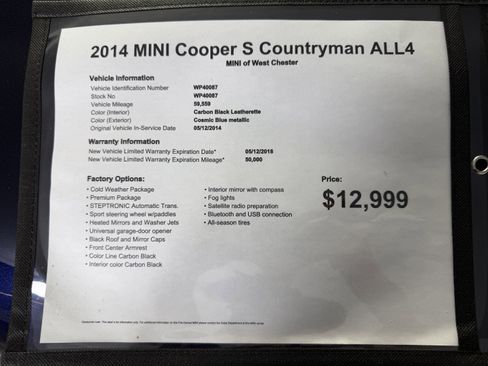 2014 MINI Cooper S Countryman ALL4
MINI of West Chester
Vehicle Information
Vehicle Identification Number WP40087
Stock No WP40087
Vehicle Mileage 59,559
Color (Interior) Carbon Black Leatherette
Color (Exterior) Cosmic Blue metallic
Original Vehicle In-Service Date 05/12/2014
Warranty Information
New Vehicle Limited Warranty Expiration Date* 05/12/2018
New Vehicle Limited Warranty Expiration Mileage* 50,000
Factory Options:
• Cold Weather Package
• Premium Package
• STEPTRONIC Automatic Trans.
• Sport steering wheel w/paddles
• Heated Mirrors and Washer Jets
• Universal garage-door opener
• Black Roof and Mirror Caps
• Front Center Armrest
• Color Line Carbon Black
• Interior color Carbon Black
• Interior mirror with compass
• Fog lights
• Satellite radio preparation
• Bluetooth and USB connection
• All-season tires
Price:
$12,999